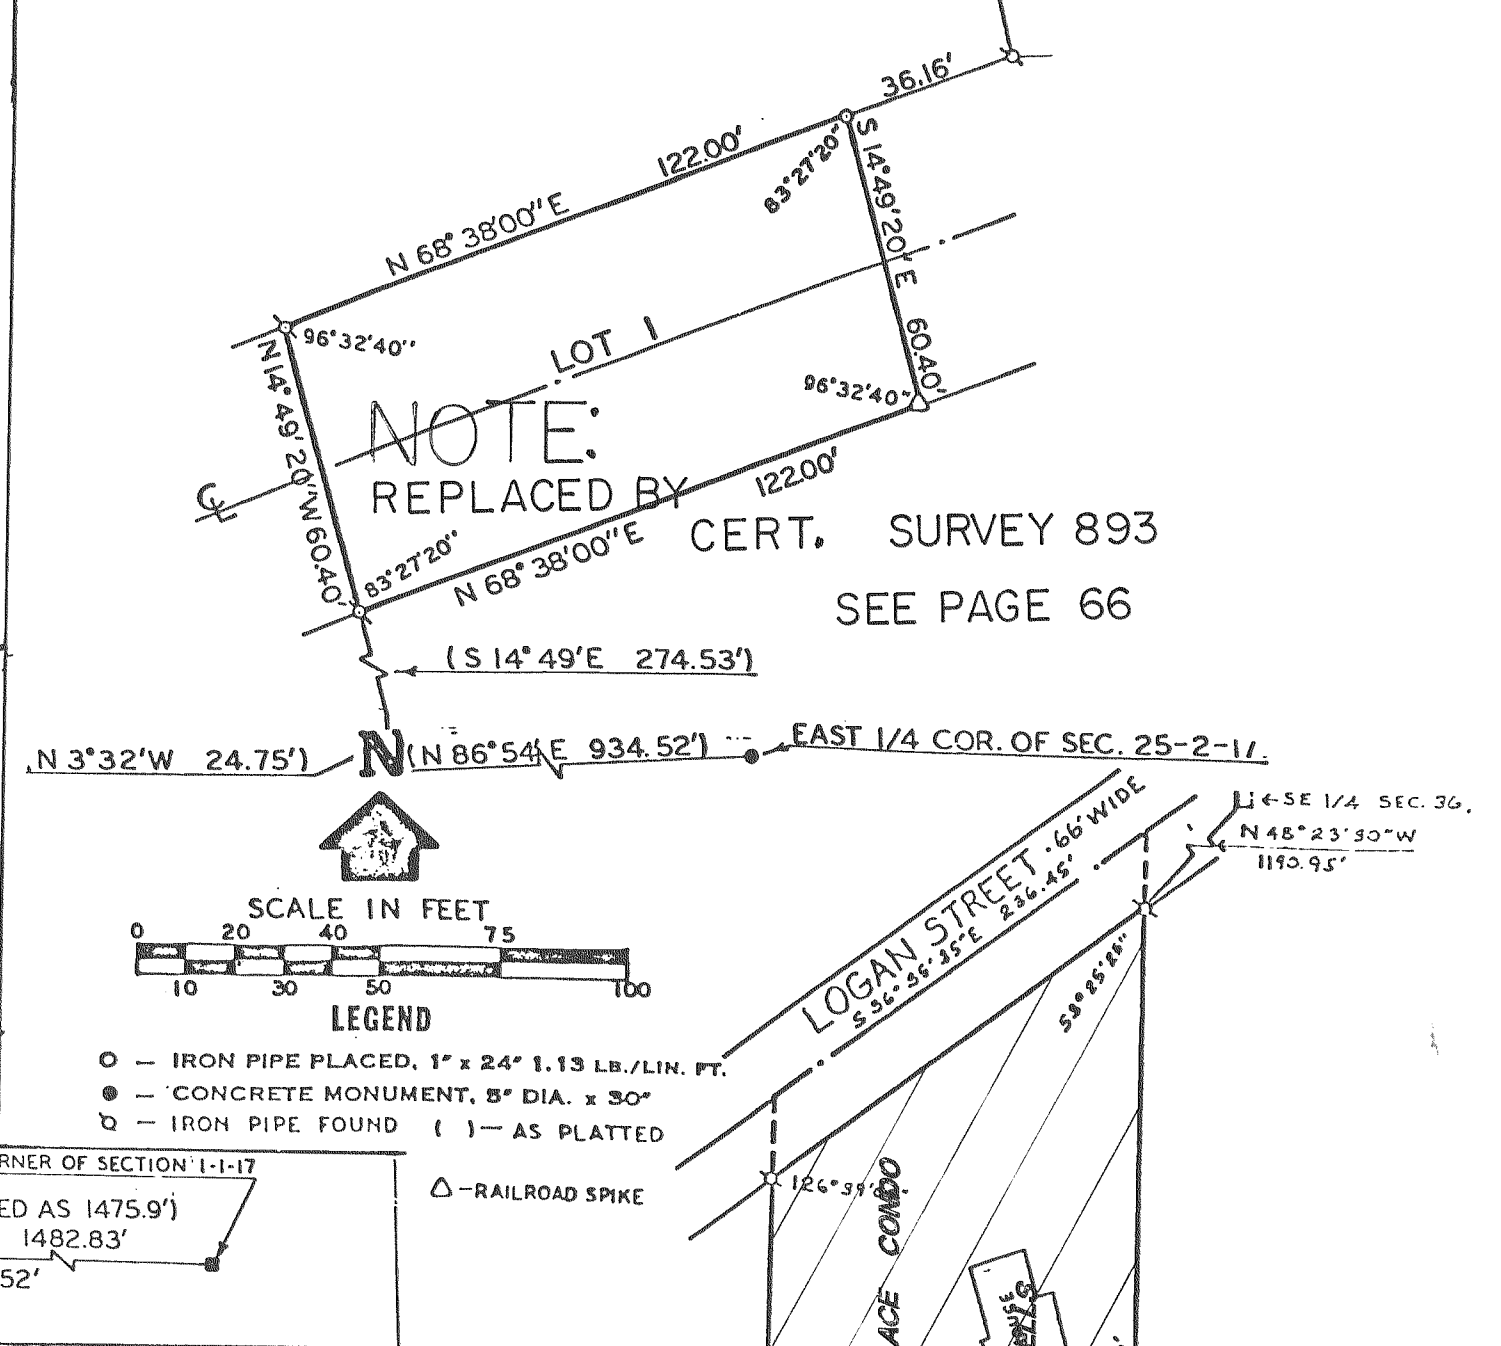 36.16'
122.00'
N 68° 38'00" E
83°27'20"
S 14°49'20" E 60.40'
96°32'40"
LOT 1
N 14° 49' 20" W 60.40'
96°32'40"
NOTE:
REPLACED BY
CERT. SURVEY 893
SEE PAGE 66
122.00'
N 68° 38'00" E
83°27'20"
(S 14° 49'E 274.53')
N 3°32'W 24.75')
N
(N 86°54' E 934.52')
EAST 1/4 COR. OF SEC. 25-2-17.
SE 1/4 SEC. 36.
N 48°23'30"W
1190.95'
LOGAN STREET · 66' WIDE
236.45'
SCALE IN FEET
0 20 40 75
10 30 50 100
LEGEND
O — IRON PIPE PLACED, 1" x 24" 1.13 LB./LIN. FT.
● — CONCRETE MONUMENT, 5" DIA. x 30"
— IRON PIPE FOUND ( ) — AS PLATTED
△ — RAILROAD SPIKE
RNER OF SECTION 1-1-17
ED AS 1475.9')
1482.83'
52'
ACE CONDO